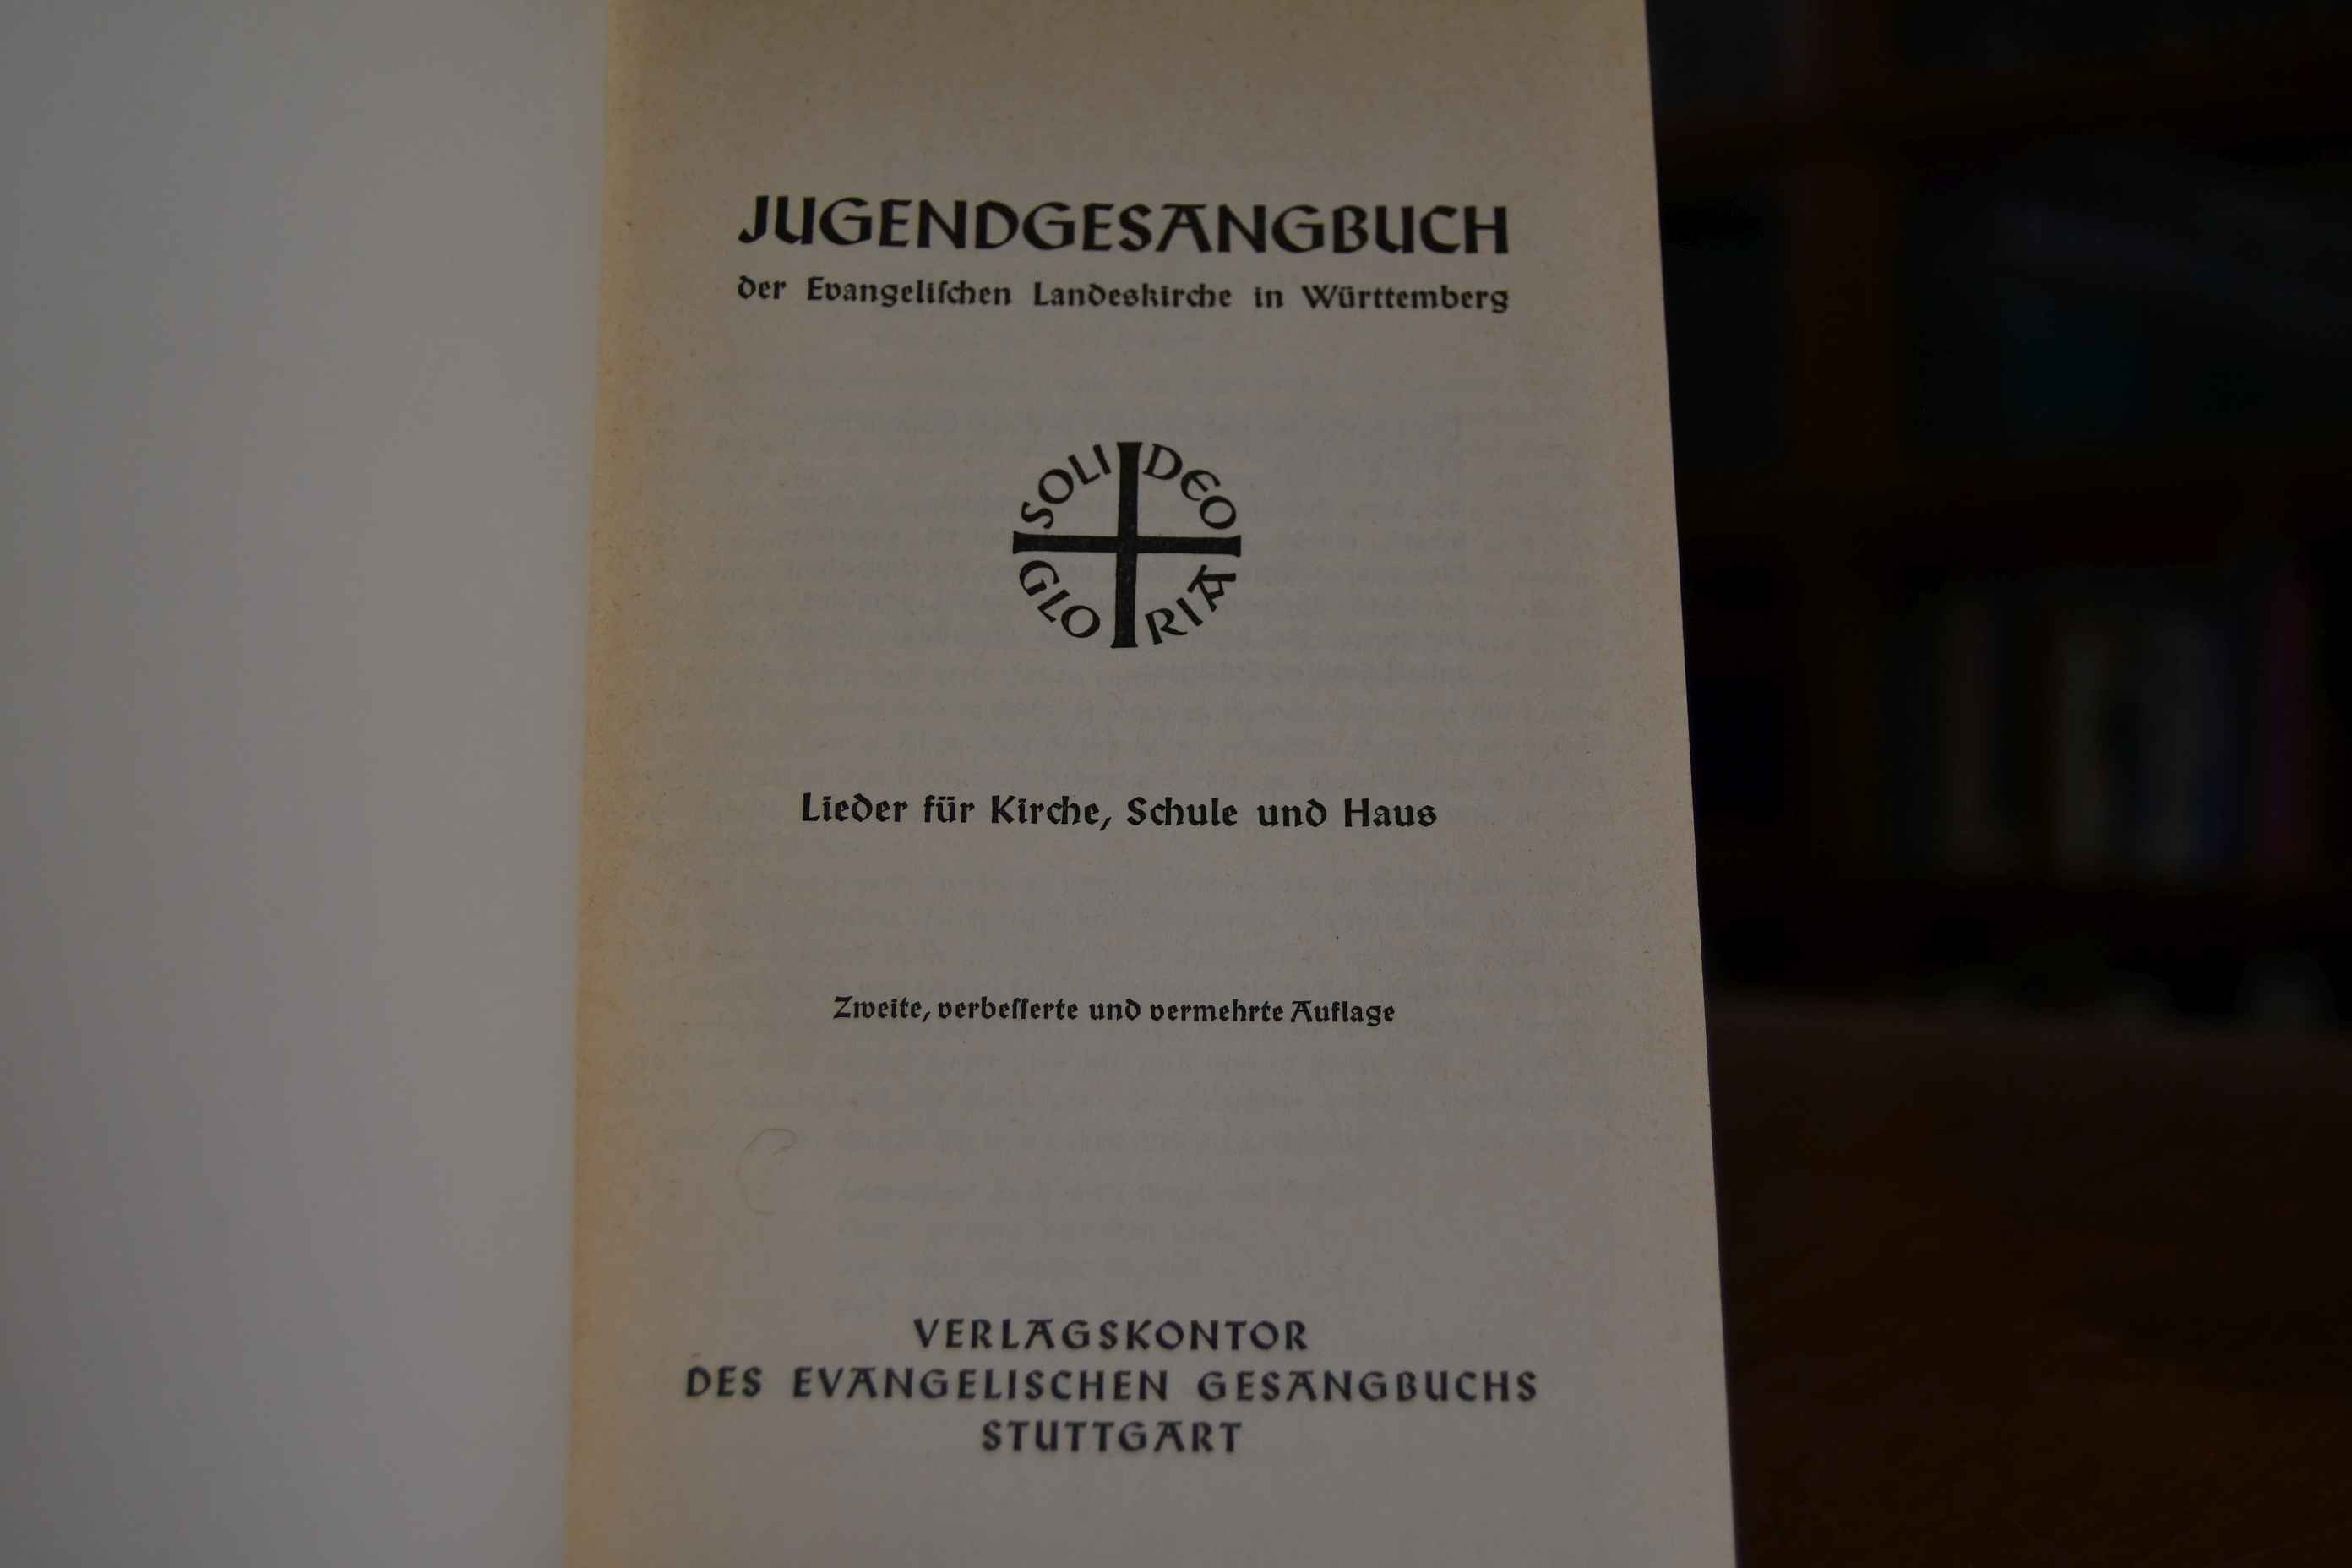 JUGENDGESANGBUCH
der Evangeliſchen Landeskirche in Württemberg
SOLI DEO
GLORIA
Lieder für Kirche, Schule und Haus
Zweite, verbeſſerte und vermehrte Auflage
VERLAGSKONTOR
DES EVANGELISCHEN GESANGBUCHS
STUTTGART